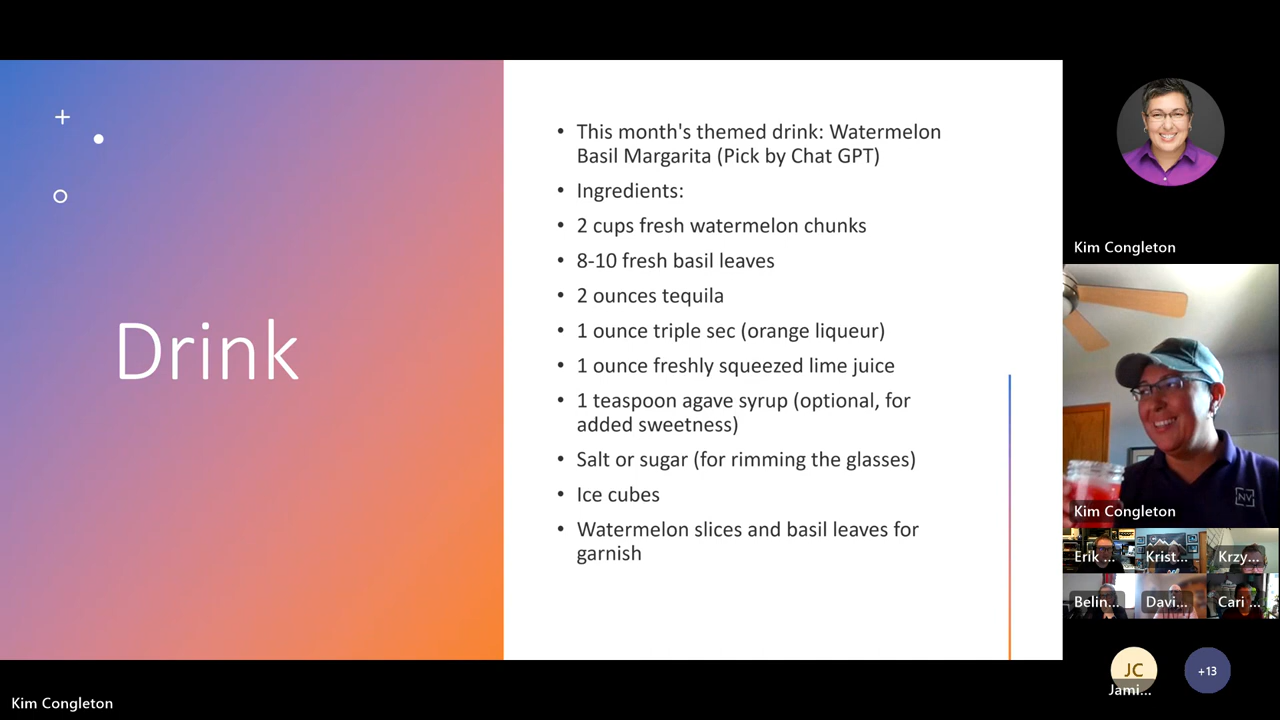 Drink
• This month's themed drink: Watermelon
Basil Margarita (Pick by Chat GPT)
• Ingredients:
• 2 cups fresh watermelon chunks
• 8-10 fresh basil leaves
• 2 ounces tequila
• 1 ounce triple sec (orange liqueur)
• 1 ounce freshly squeezed lime juice
• 1 teaspoon agave syrup (optional, for
added sweetness)
• Salt or sugar (for rimming the glasses)
• Ice cubes
• Watermelon slices and basil leaves for
garnish
Kim Congleton
NV
Kim Congleton
Erik ...
Krist...
Krzy...
Belin...
Davi...
Cari ...
JC
+13
Jami...
Kim Congleton